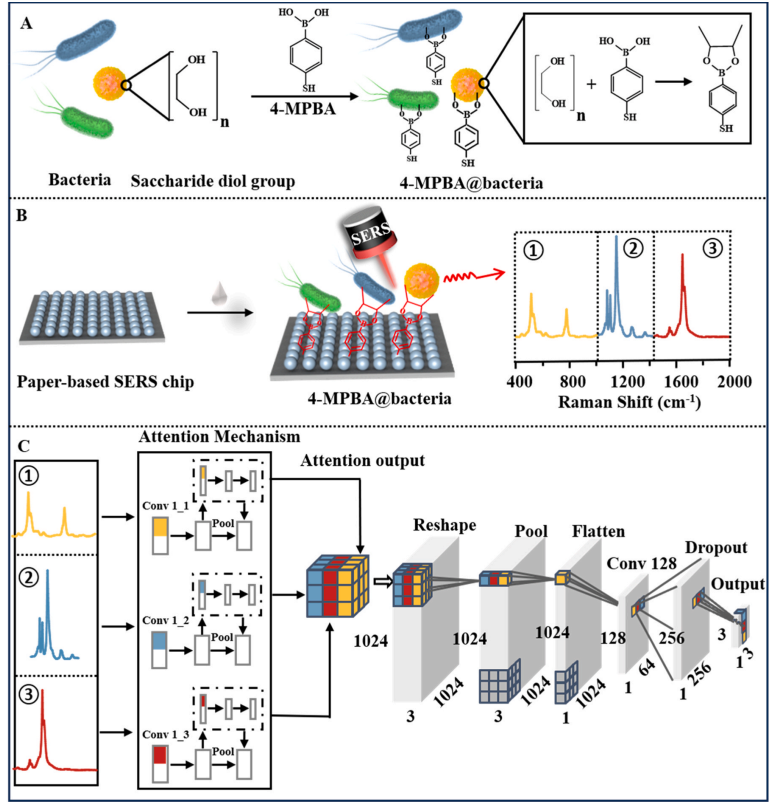 A
HO OH
B
SH
OH
OH
n
4-MPBA
Bacteria
Saccharide diol group
O O
B
SH
O O
B
SH
O O
B
SH
4-MPBA@bacteria
OH
OH
n
+
HO OH
B
SH
O O
B
SH
B
Paper-based SERS chip
SERS
4-MPBA@bacteria
① ② ③
400 800 1200 1600 2000
Raman Shift (cm⁻¹)
C
①
②
③
Attention Mechanism
Conv 1_1
Pool
Conv 1_2
Pool
Conv 1_3
Pool
Attention output
Reshape
Pool
Flatten
Conv 128
Dropout
Output
1024
3
1024
1024
3
1024
1024
1
1024
128
1
64
256
1
256
3
1
3